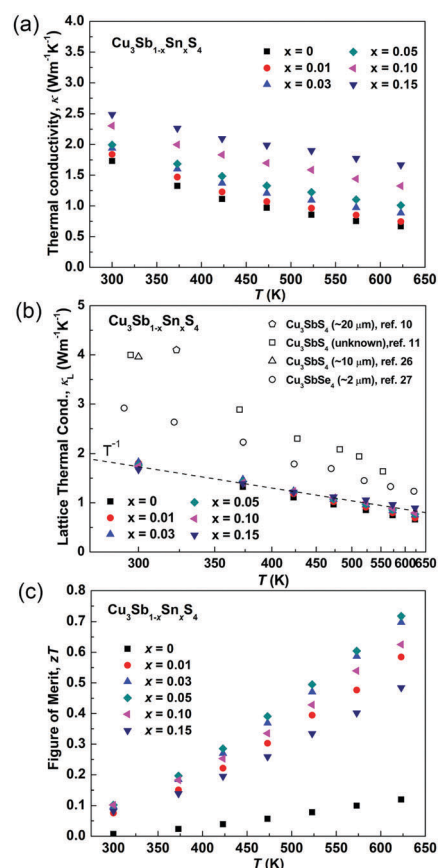 (a)
Cu3Sb1-xSnxS4
x = 0
x = 0.01
x = 0.03
x = 0.05
x = 0.10
x = 0.15
Thermal conductivity, κ (Wm⁻¹K⁻¹)
4.0
3.5
3.0
2.5
2.0
1.5
1.0
0.5
0.0
300 350 400 450 500 550 600 650
T (K)
(b)
Cu3Sb1-xSnxS4
Cu3SbS4 (~20 μm), ref. 10
Cu3SbS4 (unknown),ref. 11
Cu3SbS4 (~10 μm), ref. 26
Cu3SbSe4 (~2 μm), ref. 27
T⁻¹
x = 0
x = 0.01
x = 0.03
x = 0.05
x = 0.10
x = 0.15
Lattice Thermal Cond., κL (Wm⁻¹K⁻¹)
5
4
3
2
1
0
300 350 400 450 500 550 600 650
T (K)
(c)
Cu3Sb1-xSnxS4
x = 0
x = 0.01
x = 0.03
x = 0.05
x = 0.10
x = 0.15
Figure of Merit, zT
0.8
0.7
0.6
0.5
0.4
0.3
0.2
0.1
0.0
300 350 400 450 500 550 600 650
T (K)